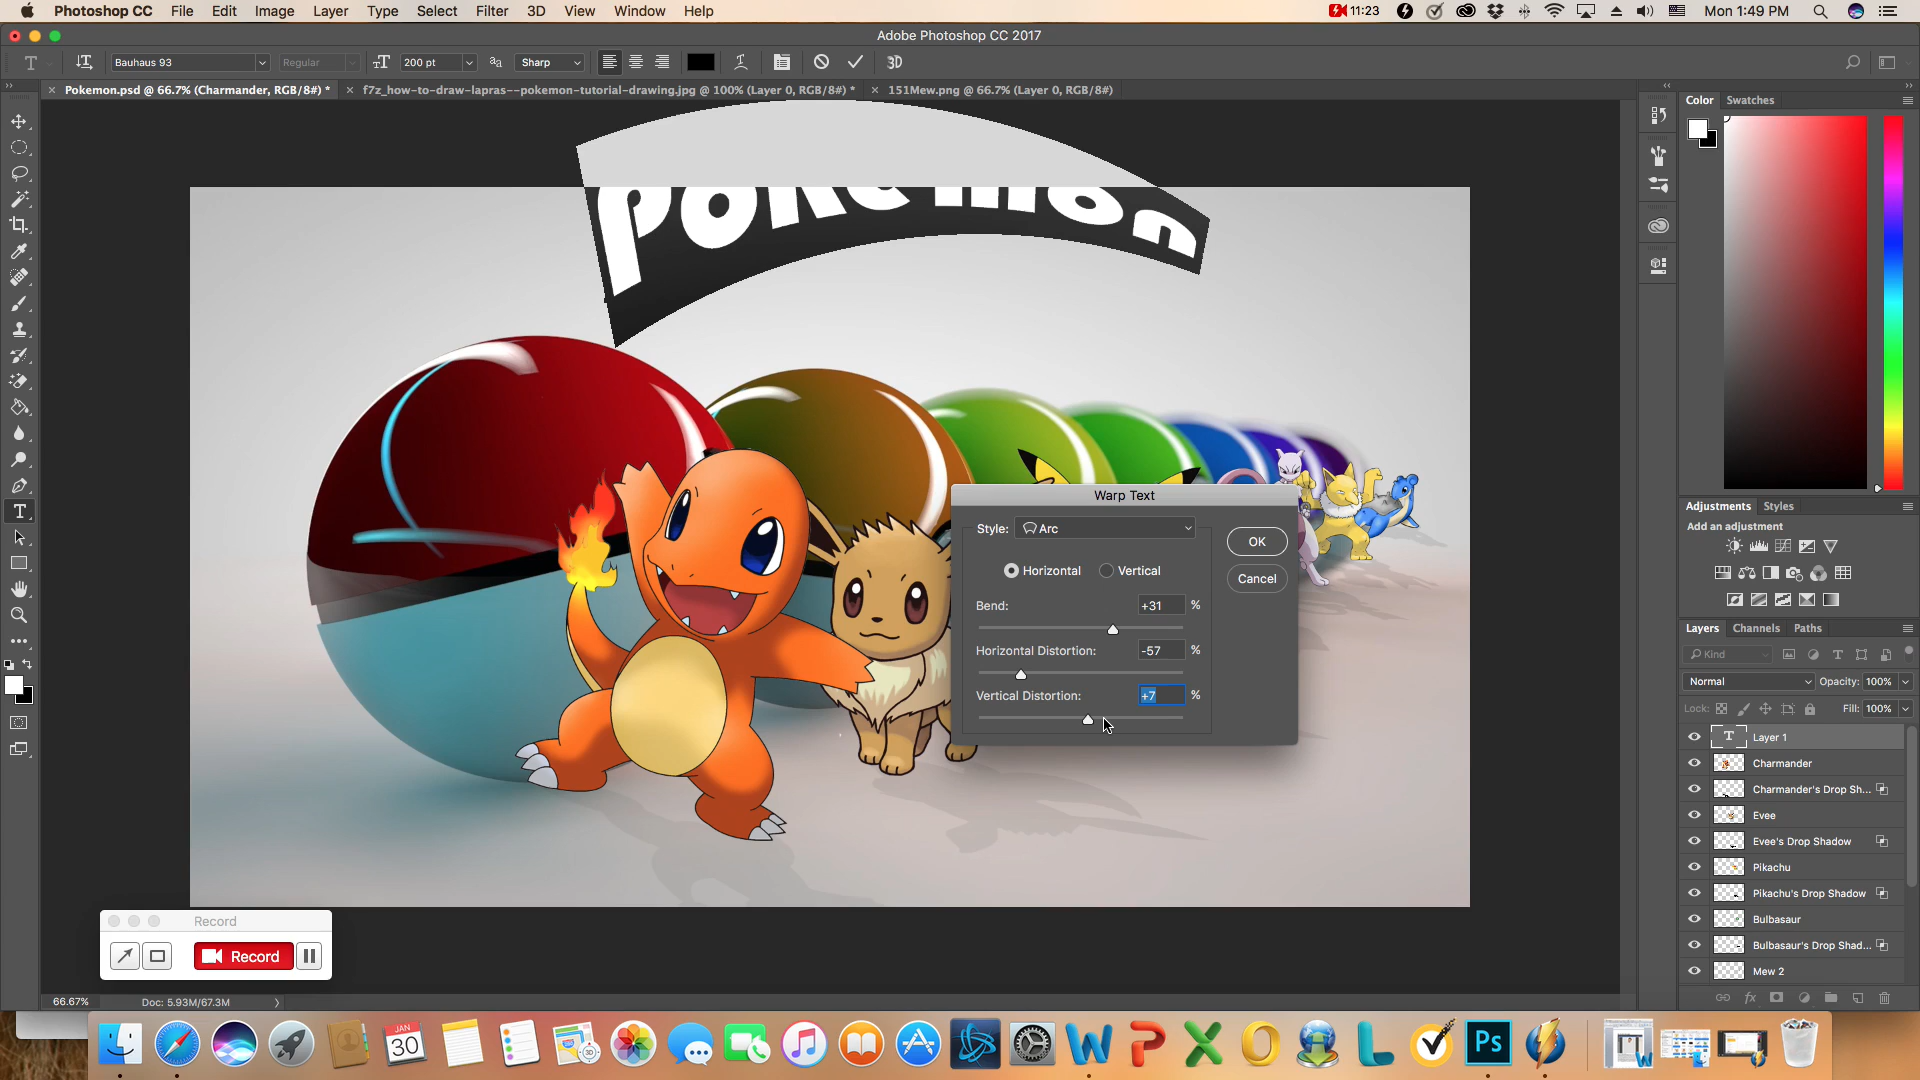 Photoshop CC File Edit Image Layer Type Select Filter 3D View Window Help 11:23 Mon 1:49 PM
Adobe Photoshop CC 2017
T Bauhaus 93 Regular 200 pt Sharp 3D
Pokemon.psd @ 66.7% (Charmander, RGB/8#) * f7z_how-to-draw-lapras--pokemon-tutorial-drawing.jpg @ 100% (Layer 0, RGB/8#) * 151Mew.png @ 66.7% (Layer 0, RGB/8#)
Color Swatches
Pokemon
Warp Text
Style: Arc
OK
Horizontal Vertical
Cancel
Bend: +31 %
Horizontal Distortion: -57 %
Vertical Distortion: +7 %
Adjustments Styles
Add an adjustment
Layers Channels Paths
Kind
Normal Opacity: 100%
Lock: Fill: 100%
T Layer 1
Charmander
Charmander's Drop Sh...
Evee
Evee's Drop Shadow
Pikachu
Pikachu's Drop Shadow
Bulbasaur
Bulbasaur's Drop Shad...
Mew 2
fx
Record
Record
66.67% Doc: 5.93M/67.3M
JAN
30
Ps